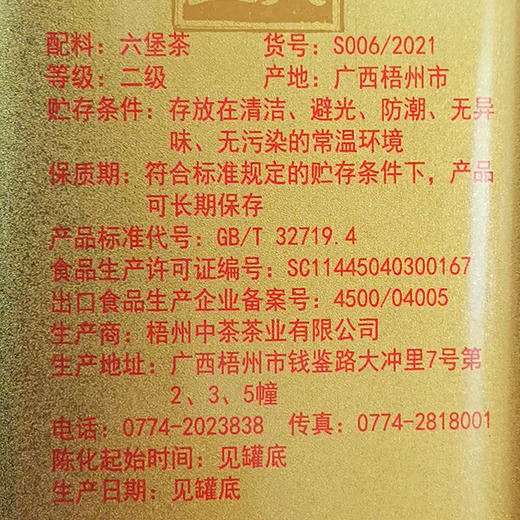 配料：六堡茶 货号：S006/2021
等级：二级 产地：广西梧州市
贮存条件：存放在清洁、避光、防潮、无异
味、无污染的常温环境
保质期：符合标准规定的贮存条件下，产品
可长期保存
产品标准代号：GB/T 32719.4
食品生产许可证编号：SC11445040300167
出口食品生产企业备案号：4500/04005
生产商：梧州中茶茶业有限公司
生产地址：广西梧州市钱鉴路大冲里7号第
2、3、5幢
电话：0774-2023838 传真：0774-2818001
陈化起始时间：见罐底
生产日期：见罐底